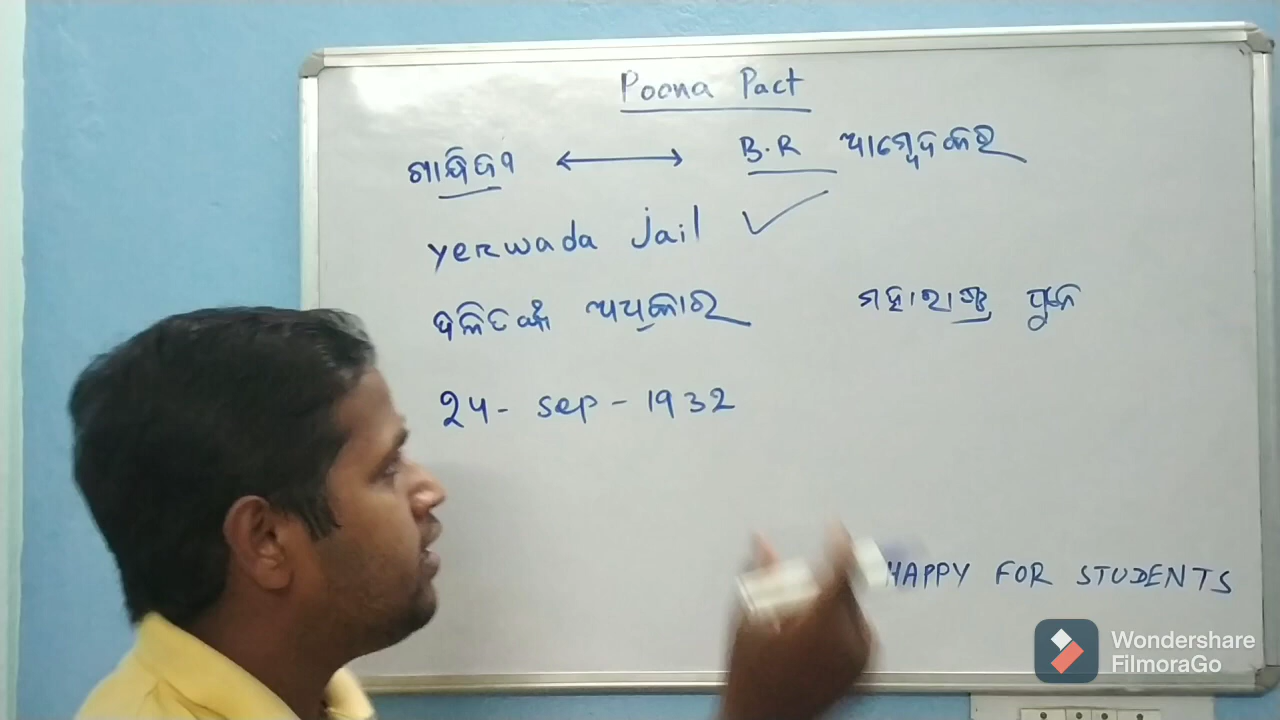 Poona Pact
ଗାନ୍ଧିଜୀ ↔ B.R ଆମ୍ବେଦକର
yerwada jail ✓
ଦଳିତଙ୍କ ଅଧିକାର ମହାରାଷ୍ଟ୍ର ପୁନେ
24 - sep - 1932
HAPPY FOR STUDENTS
Wondershare
FilmoraGo